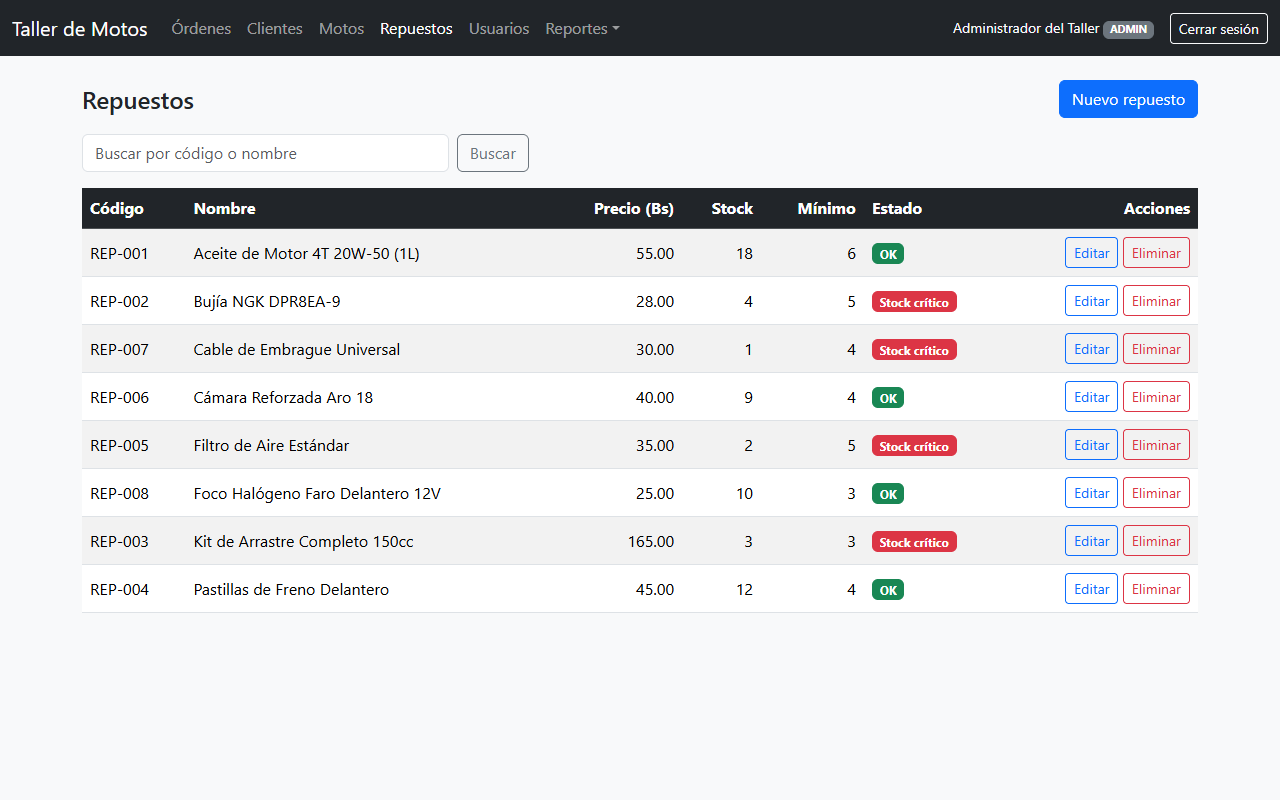 Taller de Motos Órdenes Clientes Motos Repuestos Usuarios Reportes Administrador del Taller ADMIN Cerrar sesión
Repuestos Nuevo repuesto
Buscar por código o nombre Buscar
Código Nombre Precio (Bs) Stock Mínimo Estado Acciones
REP-001 Aceite de Motor 4T 20W-50 (1L) 55.00 18 6 OK Editar Eliminar
REP-002 Bujía NGK DPR8EA-9 28.00 4 5 Stock crítico Editar Eliminar
REP-007 Cable de Embrague Universal 30.00 1 4 Stock crítico Editar Eliminar
REP-006 Cámara Reforzada Aro 18 40.00 9 4 OK Editar Eliminar
REP-005 Filtro de Aire Estándar 35.00 2 5 Stock crítico Editar Eliminar
REP-008 Foco Halógeno Faro Delantero 12V 25.00 10 3 OK Editar Eliminar
REP-003 Kit de Arrastre Completo 150cc 165.00 3 3 Stock crítico Editar Eliminar
REP-004 Pastillas de Freno Delantero 45.00 12 4 OK Editar Eliminar